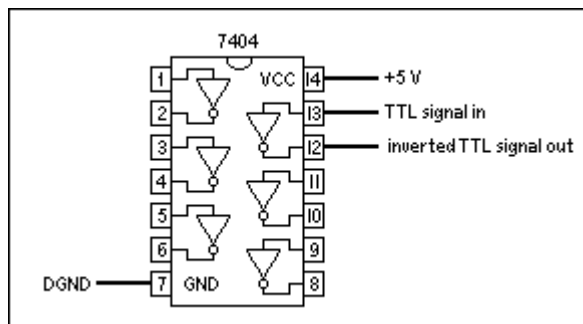 7404
1 VCC 14 +5 V
2 13 TTL signal in
3 12 inverted TTL signal out
4 11
5 10
6 9
DGND 7 GND 8